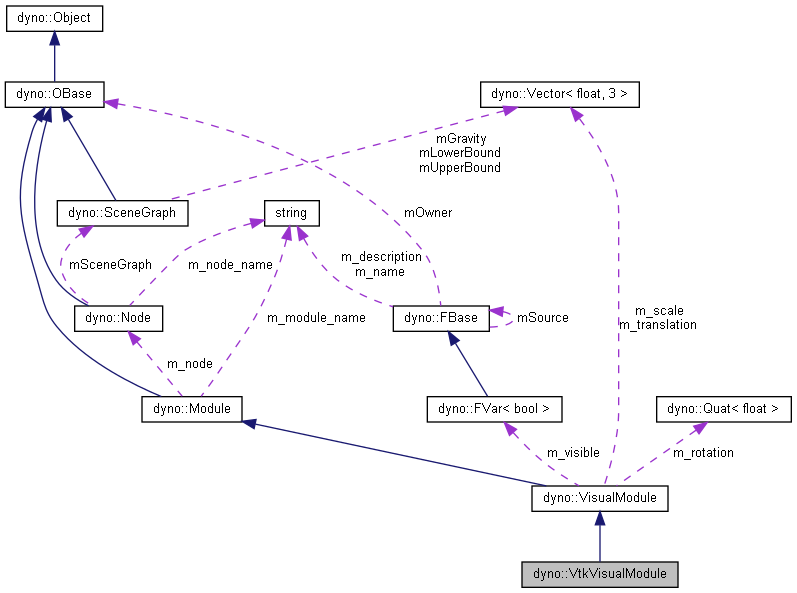 dyno::Object
dyno::OBase
dyno::Vector< float, 3 >
mGravity
mLowerBound
mUpperBound
dyno::SceneGraph
string
mOwner
mSceneGraph
m_node_name
m_description
m_name
dyno::Node
m_module_name
dyno::FBase
mSource
m_scale
m_translation
m_node
dyno::Module
dyno::FVar< bool >
dyno::Quat< float >
m_visible
m_rotation
dyno::VisualModule
dyno::VtkVisualModule